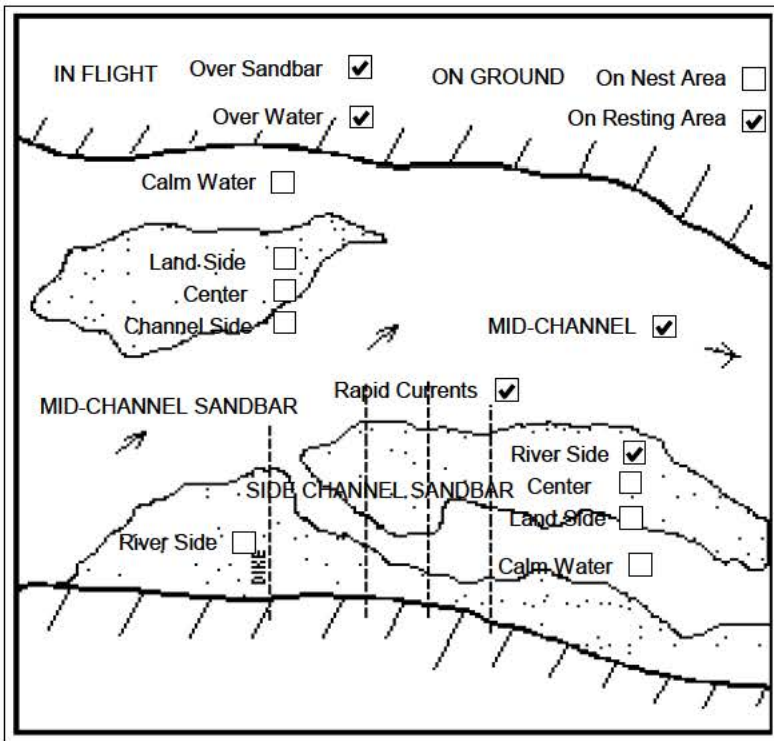 IN FLIGHT Over Sandbar ON GROUND On Nest Area
Over Water On Resting Area
Calm Water
Land Side
Center
Channel Side
MID-CHANNEL
Rapid Currents
MID-CHANNEL SANDBAR
River Side
SIDE CHANNEL SANDBAR Center
Land Side
River Side
Calm Water
DIKE